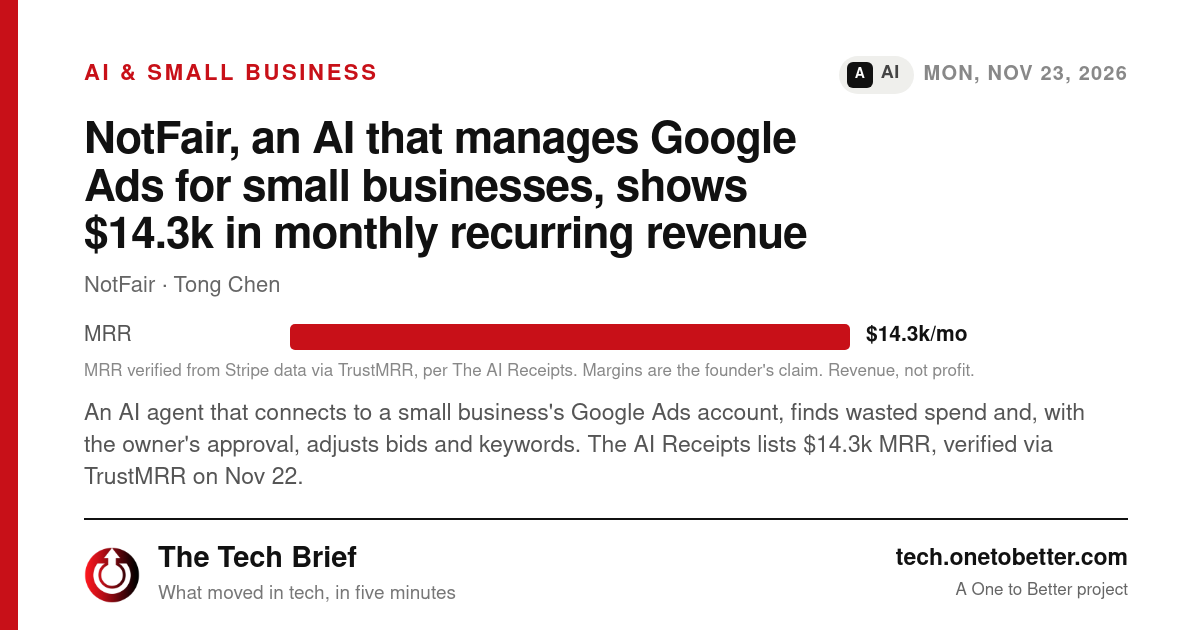 AI & SMALL BUSINESS
A AI MON, NOV 23, 2026
NotFair, an AI that manages Google
Ads for small businesses, shows
$14.3k in monthly recurring revenue
NotFair · Tong Chen
MRR $14.3k/mo
MRR verified from Stripe data via TrustMRR, per The AI Receipts. Margins are the founder's claim. Revenue, not profit.
An AI agent that connects to a small business's Google Ads account, finds wasted spend and, with
the owner's approval, adjusts bids and keywords. The AI Receipts lists $14.3k MRR, verified via
TrustMRR on Nov 22.
The Tech Brief
What moved in tech, in five minutes
tech.onetobetter.com
A One to Better project